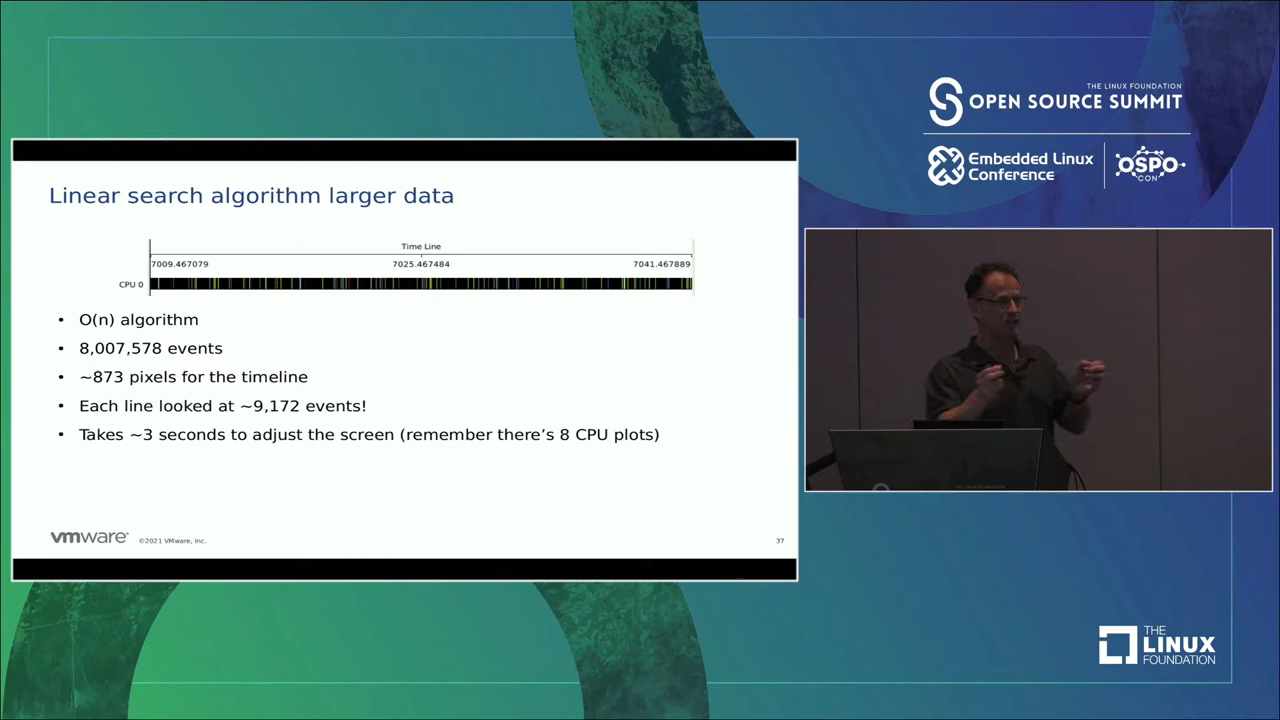 THE LINUX FOUNDATION
OPEN SOURCE SUMMIT
Embedded Linux
Conference
OSPO
CON
Linear search algorithm larger data
Time Line
7009.467079
7025.467484
7041.467889
CPU 0
• O(n) algorithm
• 8,007,578 events
• ~873 pixels for the timeline
• Each line looked at ~9,172 events!
• Takes ~3 seconds to adjust the screen (remember there's 8 CPU plots)
vmware®
©2021 VMware, Inc.
37
THE
LINUX
FOUNDATION